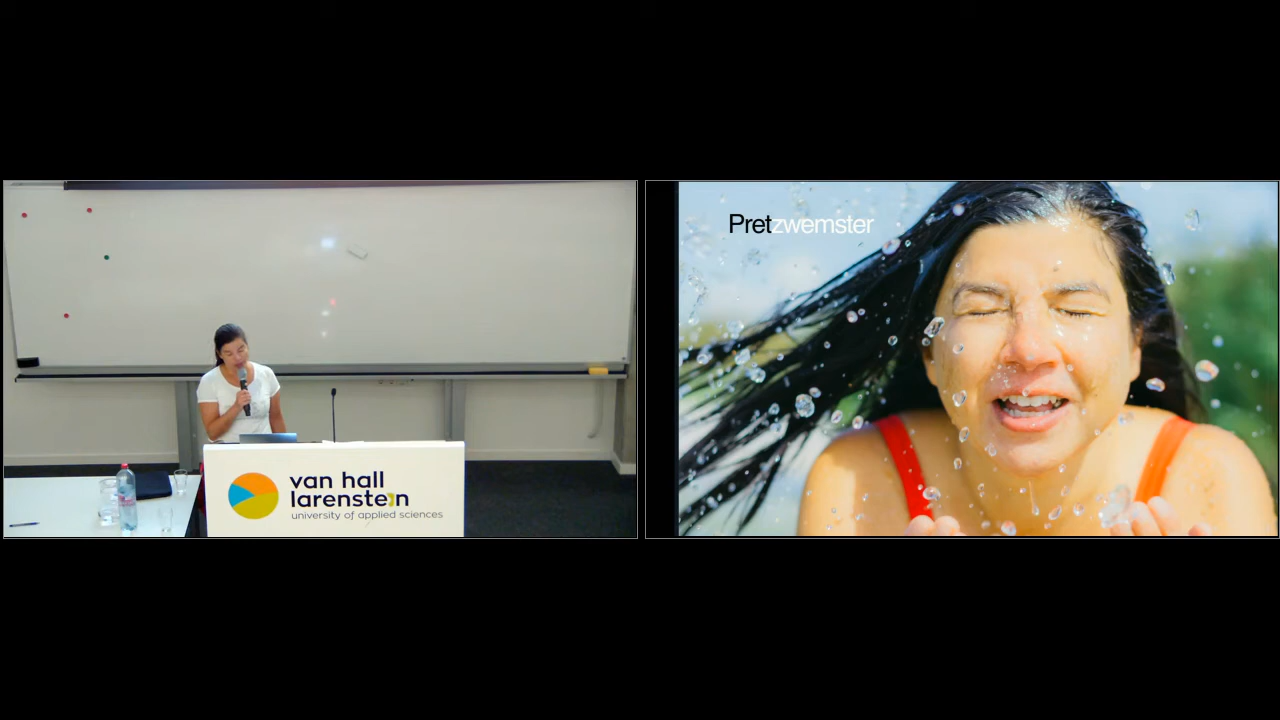 van hall
larenstein
university of applied sciences
Pretzwemster